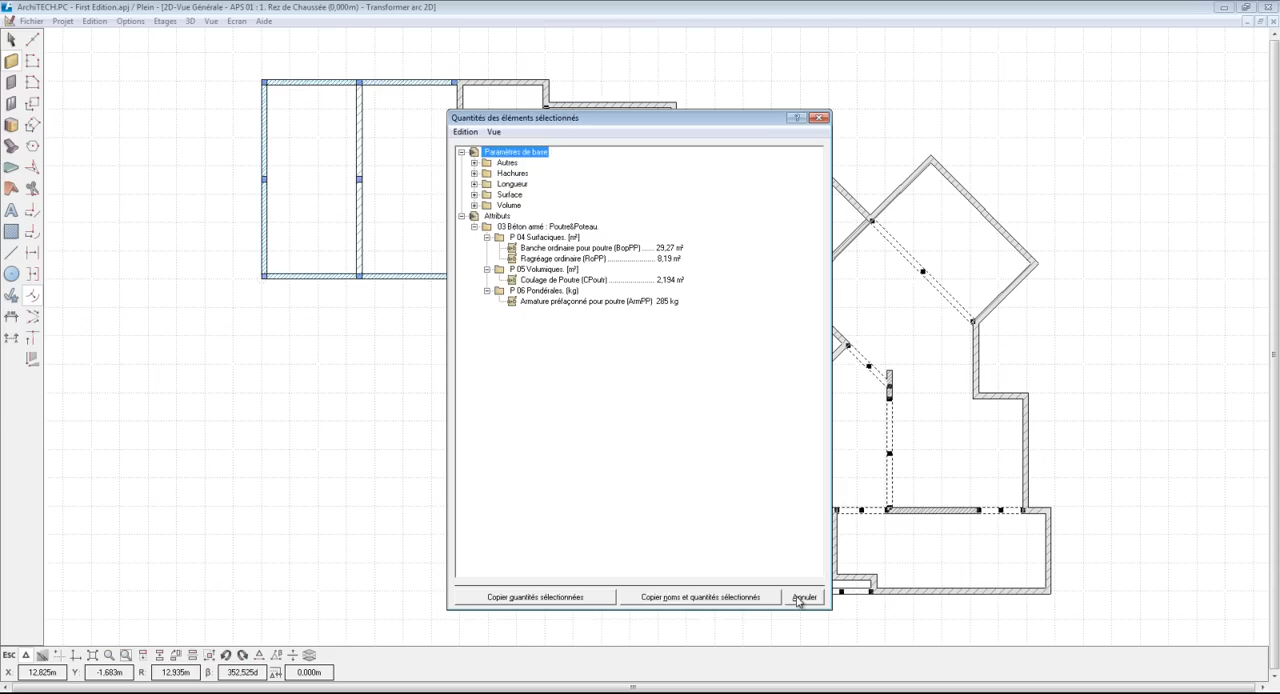 ArchiTECH.PC - First Edition.apj / Plein - [2D-Vue Générale - APS 01 : 1. Rez de Chaussée (0,000m) - Transformer arc 2D]
Fichier Projet Edition Options Etages 3D Vue Ecran Aide
Quantités des éléments sélectionnés
Edition Vue
Paramètres de base
Autres
Hachures
Longueur
Surface
Volume
Attributs
03 Béton armé : Poutre&Poteau.
P 04 Surfaciques. [m²]
Banche ordinaire pour poutre (BopPP) ...... 29,27 m²
Ragréage ordinaire (RoPP) ........................ 8,19 m²
P 05 Volumiques. [m²]
Coulage de Poutre (CPoutr) ....................... 2,194 m²
P 06 Pondérales. (kg)
Armature préfaçonné pour poutre (ArmPP) 285 kg
Copier quantités sélectionnées Copier noms et quantités sélectionnés Annuler
ESC
X: 12,825m Y: -1,683m R: 12,935m β: 352,525d 0,000m